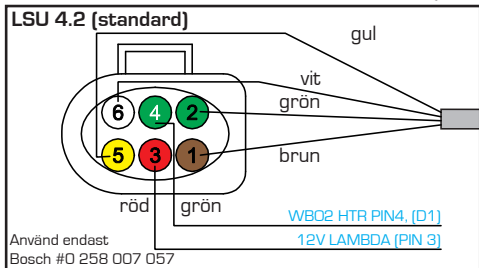 LSU 4.2 (standard)
gul
vit
grön
6 4 2
5 3 1
brun
röd grön
WBO2 HTR PIN4, (D1)
12V LAMBDA (PIN 3)
Använd endast
Bosch #0 258 007 057